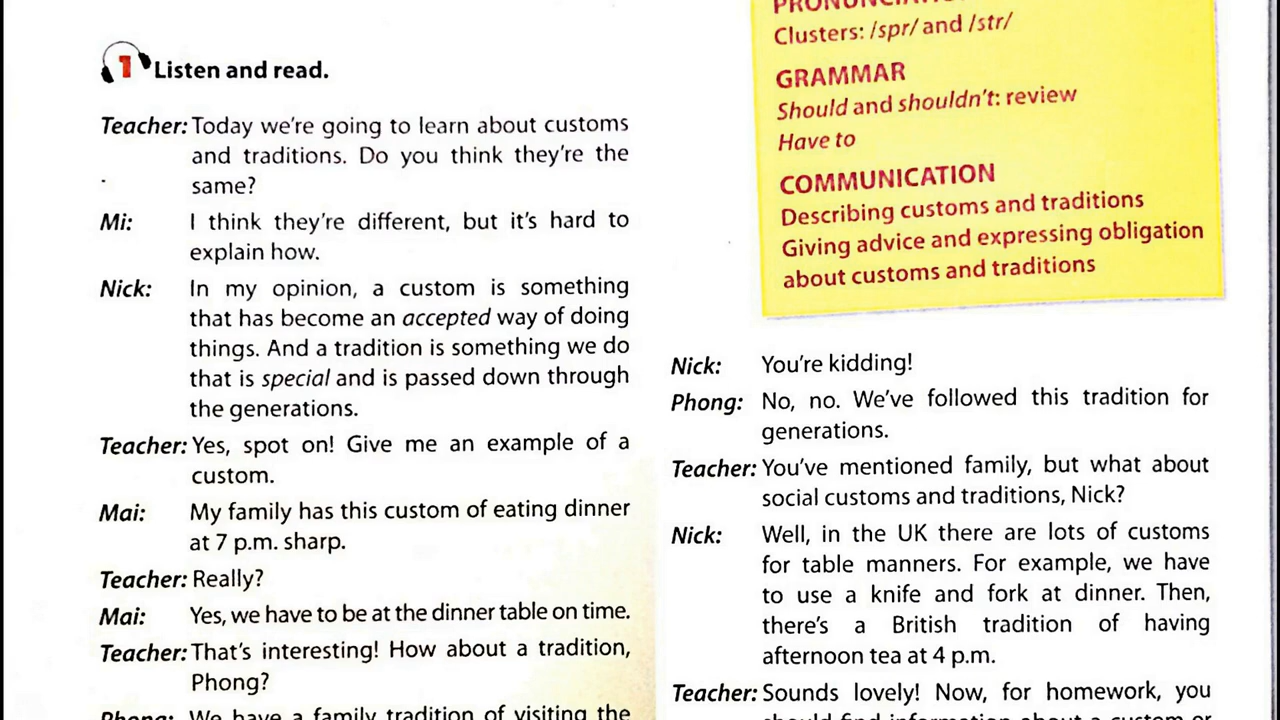 1 Listen and read.
Teacher: Today we're going to learn about customs
and traditions. Do you think they're the
same?
Mi: I think they're different, but it's hard to
explain how.
Nick: In my opinion, a custom is something
that has become an accepted way of doing
things. And a tradition is something we do
that is special and is passed down through
the generations.
Teacher: Yes, spot on! Give me an example of a
custom.
Mai: My family has this custom of eating dinner
at 7 p.m. sharp.
Teacher: Really?
Mai: Yes, we have to be at the dinner table on time.
Teacher: That's interesting! How about a tradition,
Phong?
Phong: We have a family tradition of visiting the
PRONUNCIATION
Clusters: /spr/ and /str/
GRAMMAR
Should and shouldn't: review
Have to
COMMUNICATION
Describing customs and traditions
Giving advice and expressing obligation
about customs and traditions
Nick: You're kidding!
Phong: No, no. We've followed this tradition for
generations.
Teacher: You've mentioned family, but what about
social customs and traditions, Nick?
Nick: Well, in the UK there are lots of customs
for table manners. For example, we have
to use a knife and fork at dinner. Then,
there's a British tradition of having
afternoon tea at 4 p.m.
Teacher: Sounds lovely! Now, for homework, you
should find information about a custom or